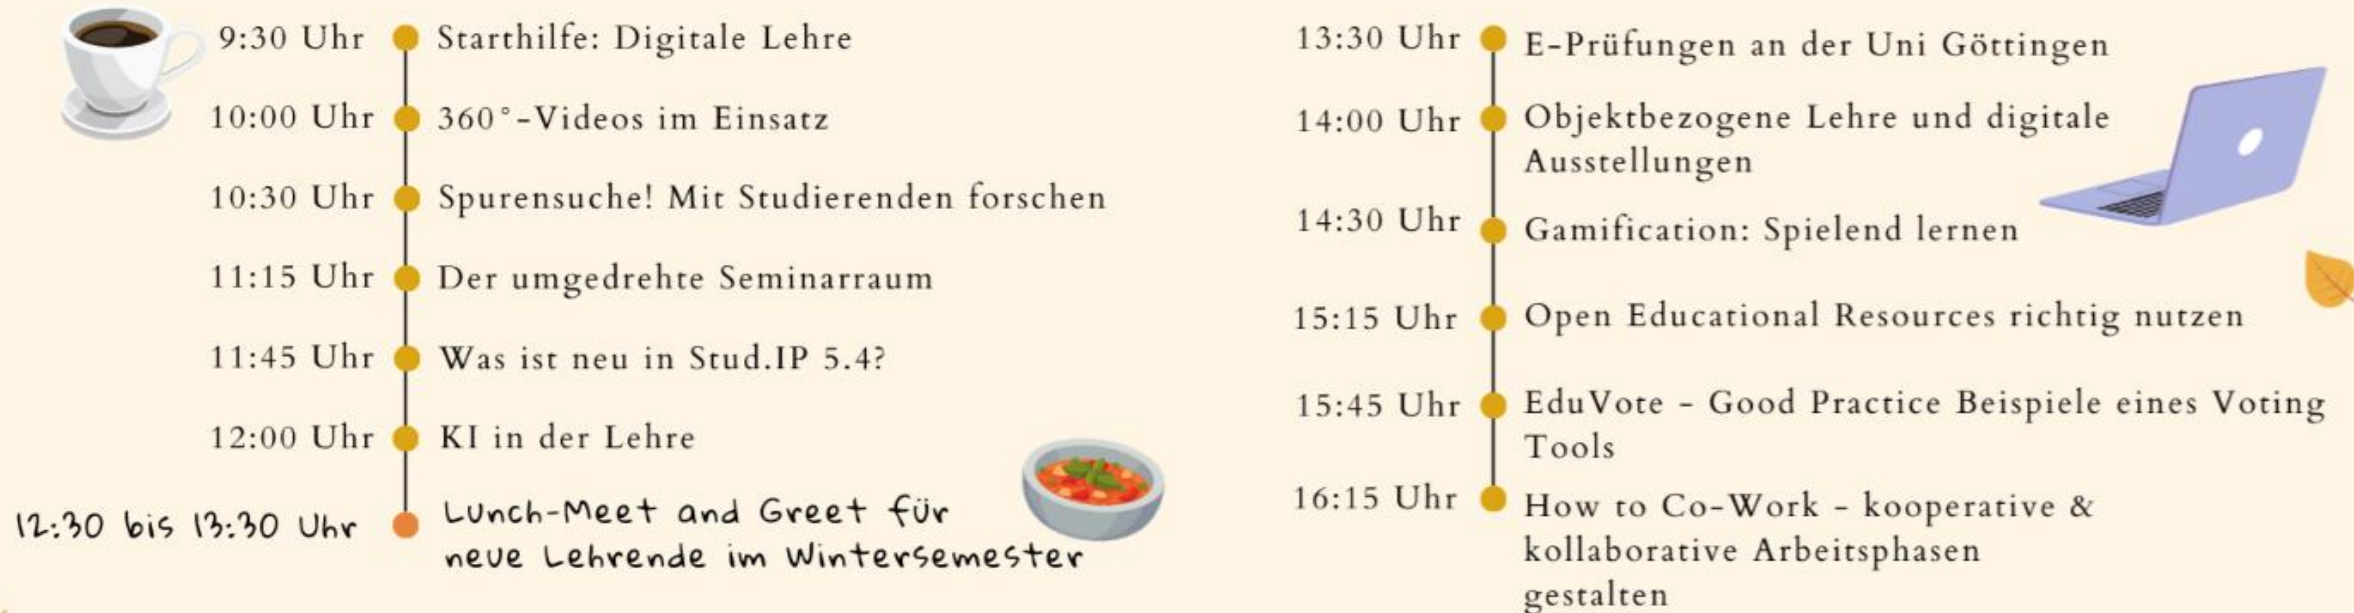 9:30 Uhr Starthilfe: Digitale Lehre
10:00 Uhr 360°-Videos im Einsatz
10:30 Uhr Spurensuche! Mit Studierenden forschen
11:15 Uhr Der umgedrehte Seminarraum
11:45 Uhr Was ist neu in Stud.IP 5.4?
12:00 Uhr KI in der Lehre
12:30 bis 13:30 Uhr Lunch-Meet and Greet für
neue Lehrende im Wintersemester
13:30 Uhr E-Prüfungen an der Uni Göttingen
14:00 Uhr Objektbezogene Lehre und digitale
Ausstellungen
14:30 Uhr Gamification: Spielend lernen
15:15 Uhr Open Educational Resources richtig nutzen
15:45 Uhr EduVote - Good Practice Beispiele eines Voting
Tools
16:15 Uhr How to Co-Work - kooperative &
kollaborative Arbeitsphasen
gestalten